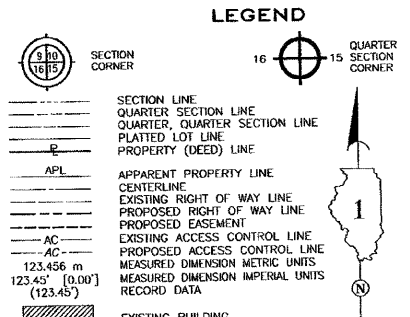 LEGEND
9 10
16 15
SECTION
CORNER
16
15
QUARTER
SECTION
CORNER
SECTION LINE
QUARTER SECTION LINE
QUARTER, QUARTER SECTION LINE
PLATTED LOT LINE
PL PROPERTY (DEED) LINE
APL APPARENT PROPERTY LINE
CENTERLINE
EXISTING RIGHT OF WAY LINE
PROPOSED RIGHT OF WAY LINE
PROPOSED EASEMENT
AC EXISTING ACCESS CONTROL LINE
AC PROPOSED ACCESS CONTROL LINE
123.456 m MEASURED DIMENSION METRIC UNITS
123.45' [0.00'] MEASURED DIMENSION IMPERIAL UNITS
(123.45') RECORD DATA
EXISTING BUILDING
1
N